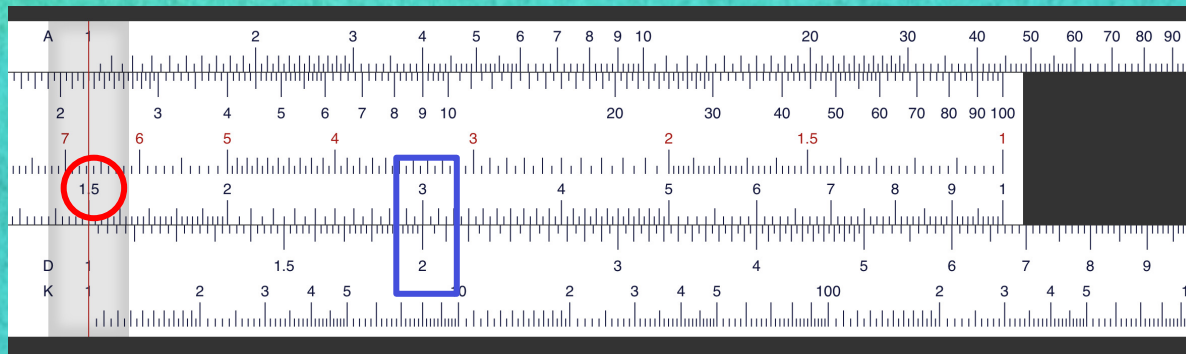 A 1 2 3 4 5 6 7 8 9 10 20 30 40 50 60 70 80 90
2 3 4 5 6 7 8 9 10 20 30 40 50 60 70 80 90 100
7 6 5 4 3 2 1.5 1
1.5 2 3 4 5 6 7 8 9 1
D 1 1.5 2 3 4 5 6 7 8 9
K 1 2 3 4 5 10 2 3 4 5 100 2 3 4 5 1